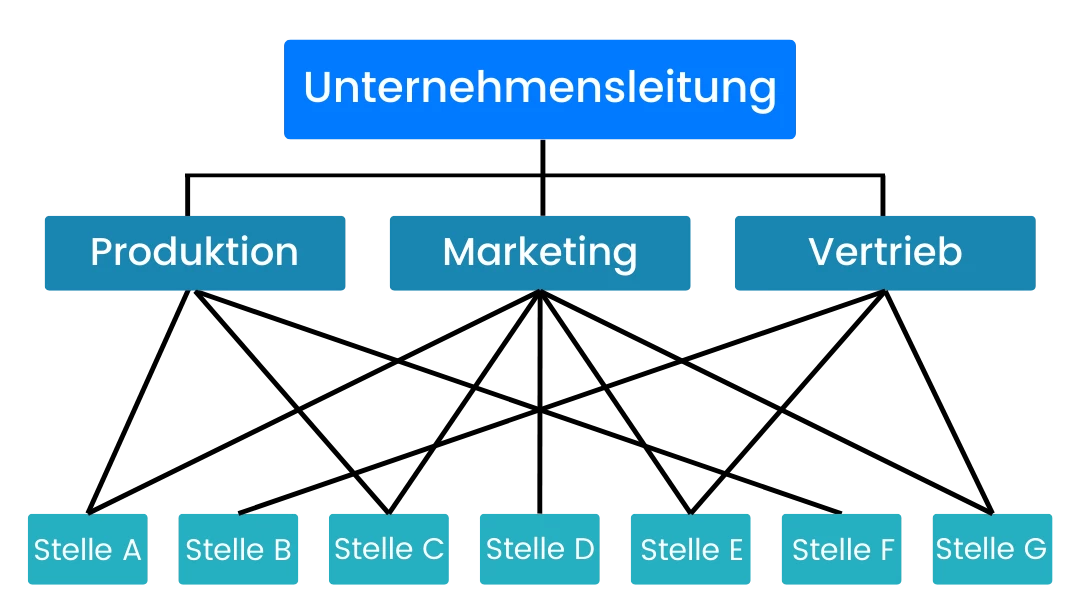 Unternehmensleitung
Produktion
Marketing
Vertrieb
Stelle A
Stelle B
Stelle C
Stelle D
Stelle E
Stelle F
Stelle G